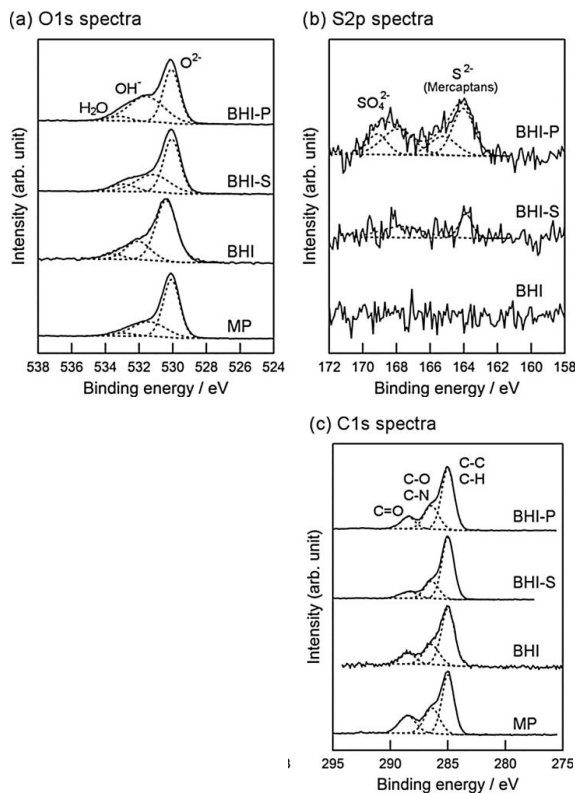 (a) O1s spectra
O²⁻
OH⁻
H₂O
BHI-P
BHI-S
BHI
MP
Intensity (arb. unit)
538 536 534 532 530 528 526 524
Binding energy / eV
(b) S2p spectra
S²⁻
(Mercaptans)
SO₄²⁻
BHI-P
BHI-S
BHI
Intensity (arb. unit)
172 170 168 166 164 162 160 158
Binding energy / eV
(c) C1s spectra
C-C
C-H
C-O
C-N
C=O
BHI-P
BHI-S
BHI
MP
Intensity (arb. unit)
295 290 285 280 275
Binding energy / eV